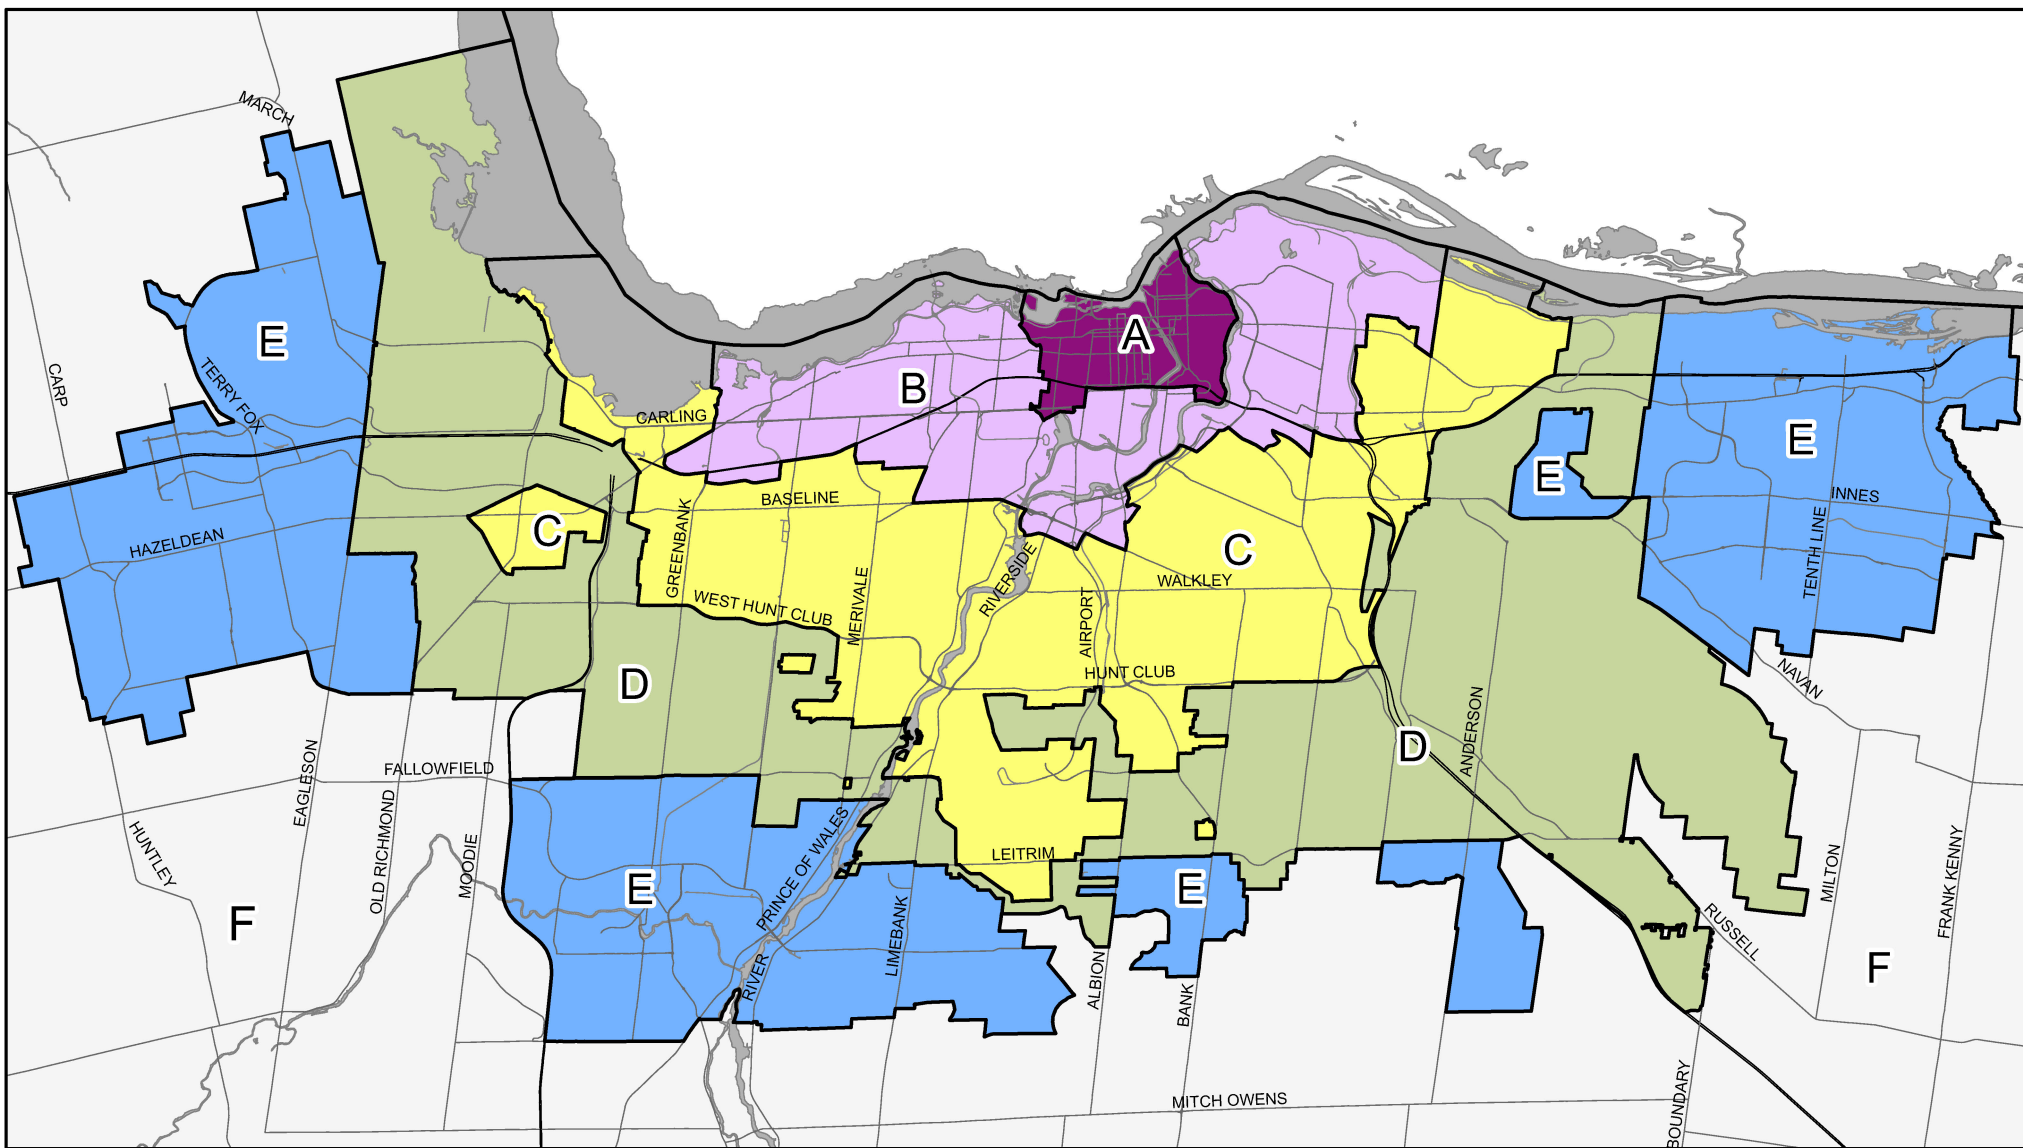 MARCH
E
A
CARP
TERRY FOX
B
CARLING
E
E
BASELINE
INNES
GREENBANK
C
HAZELDEAN
C
TENTH LINE
RIVERSIDE
WALKLEY
WEST HUNT CLUB
MERIVALE
AIRPORT
HUNT CLUB
NAVAN
D
D
ANDERSON
FALLOWFIELD
EAGLESON
OLD RICHMOND
HUNTLEY
MOODIE
PRINCE OF WALES
LEITRIM
MILTON
FRANK KENNY
E
E
F
RUSSELL
LIMEBANK
F
RIVER
ALBION
BANK
MITCH OWENS
BOUNDARY